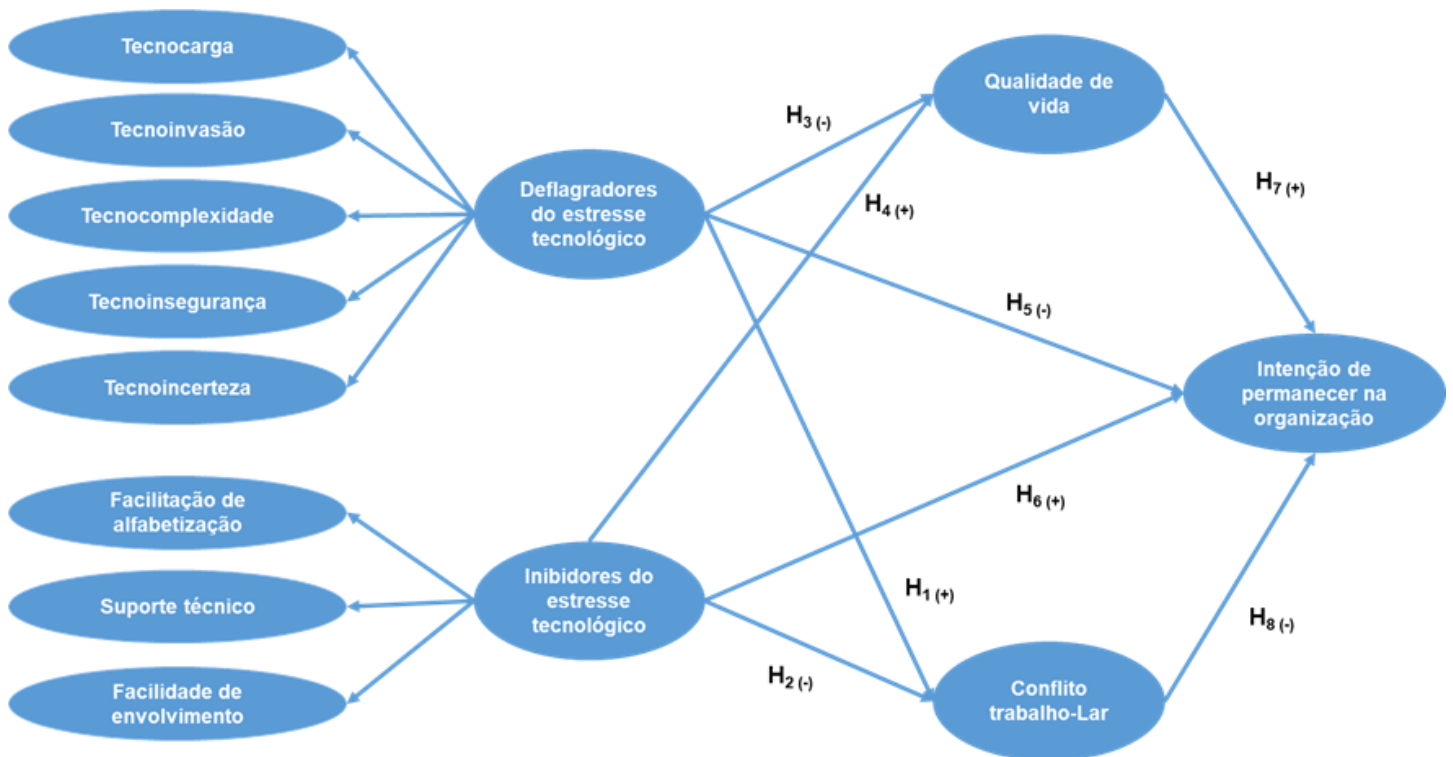 Tecnocarga
Tecnoinvasão
Tecnocomplexidade
Tecnoinsegurança
Tecnoincerteza
Facilitação de
alfabetização
Suporte técnico
Facilidade de
envolvimento
Deflagradores
do estresse
tecnológico
Inibidores do
estresse
tecnológico
H3 (-)
H4 (+)
H5 (-)
H6 (+)
H1 (+)
H2 (-)
Qualidade de
vida
Conflito
trabalho-Lar
H7 (+)
H8 (-)
Intenção de
permanecer na
organização